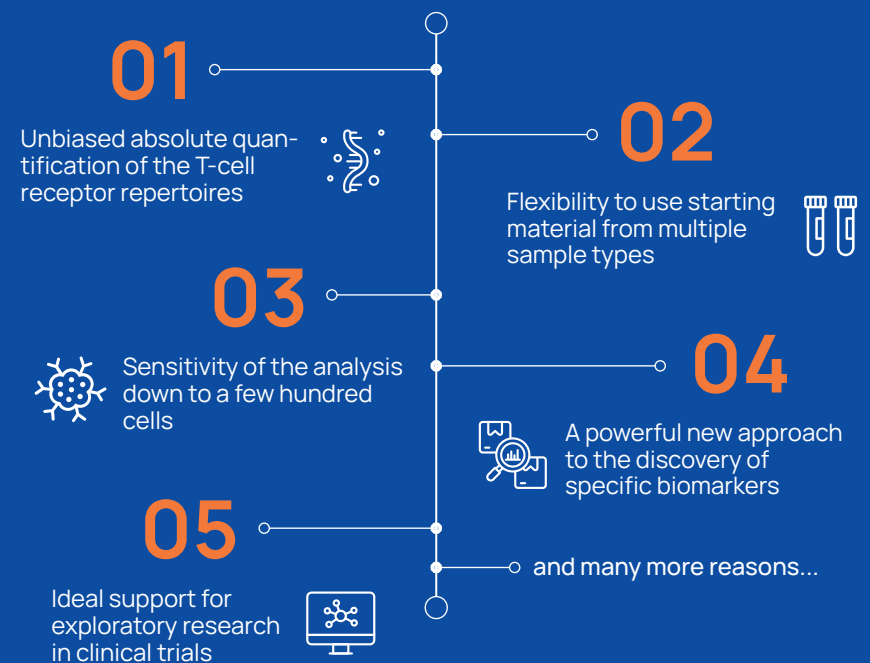 01
Unbiased absolute quan-
tification of the T-cell
receptor repertoires
02
Flexibility to use starting
material from multiple
sample types
03
Sensitivity of the analysis
down to a few hundred
cells
04
A powerful new approach
to the discovery of
specific biomarkers
05
Ideal support for
exploratory research
in clinical trials
and many more reasons...